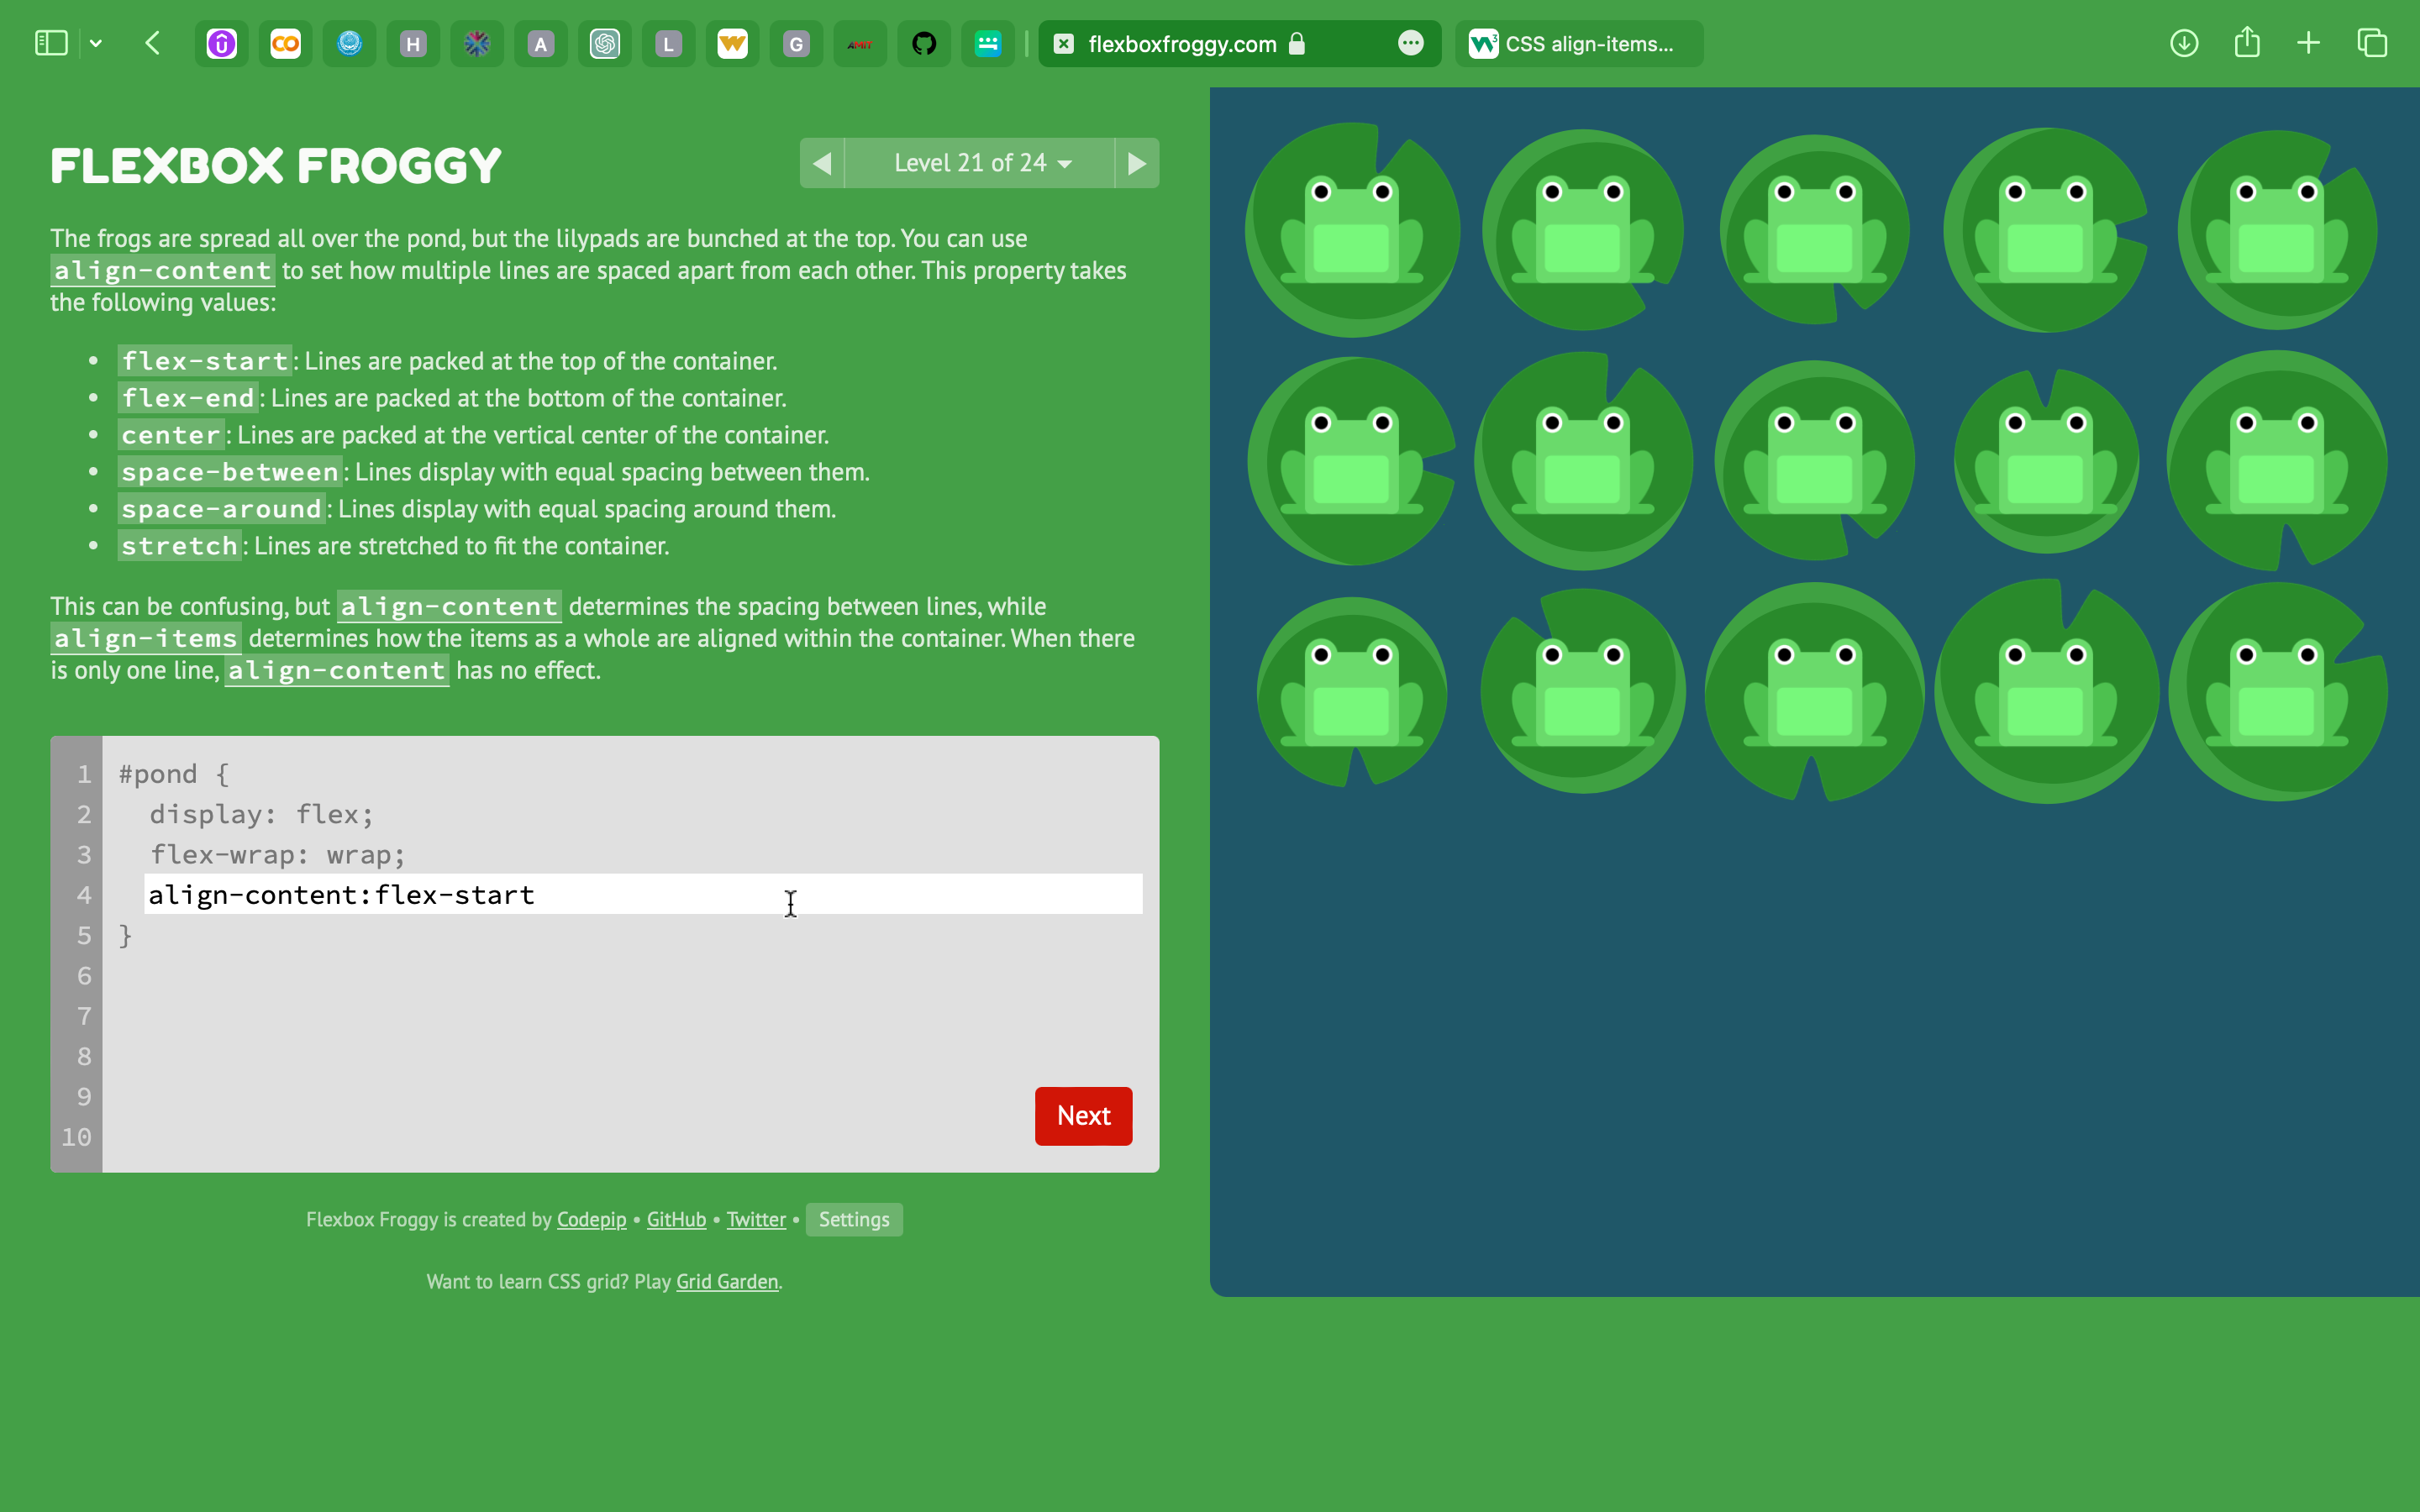 H
A
L
G
AMIT
flexboxfroggy.com
CSS align-items...
FLEXBOX FROGGY
Level 21 of 24
The frogs are spread all over the pond, but the lilypads are bunched at the top. You can use
align-content to set how multiple lines are spaced apart from each other. This property takes
the following values:
• flex-start: Lines are packed at the top of the container.
• flex-end: Lines are packed at the bottom of the container.
• center: Lines are packed at the vertical center of the container.
• space-between: Lines display with equal spacing between them.
• space-around: Lines display with equal spacing around them.
• stretch: Lines are stretched to fit the container.
This can be confusing, but align-content determines the spacing between lines, while
align-items determines how the items as a whole are aligned within the container. When there
is only one line, align-content has no effect.
1 #pond {
2 display: flex;
3 flex-wrap: wrap;
4 align-content:flex-start
5 }
6
7
8
9
10
Next
Flexbox Froggy is created by Codepip • GitHub • Twitter • Settings
Want to learn CSS grid? Play Grid Garden.